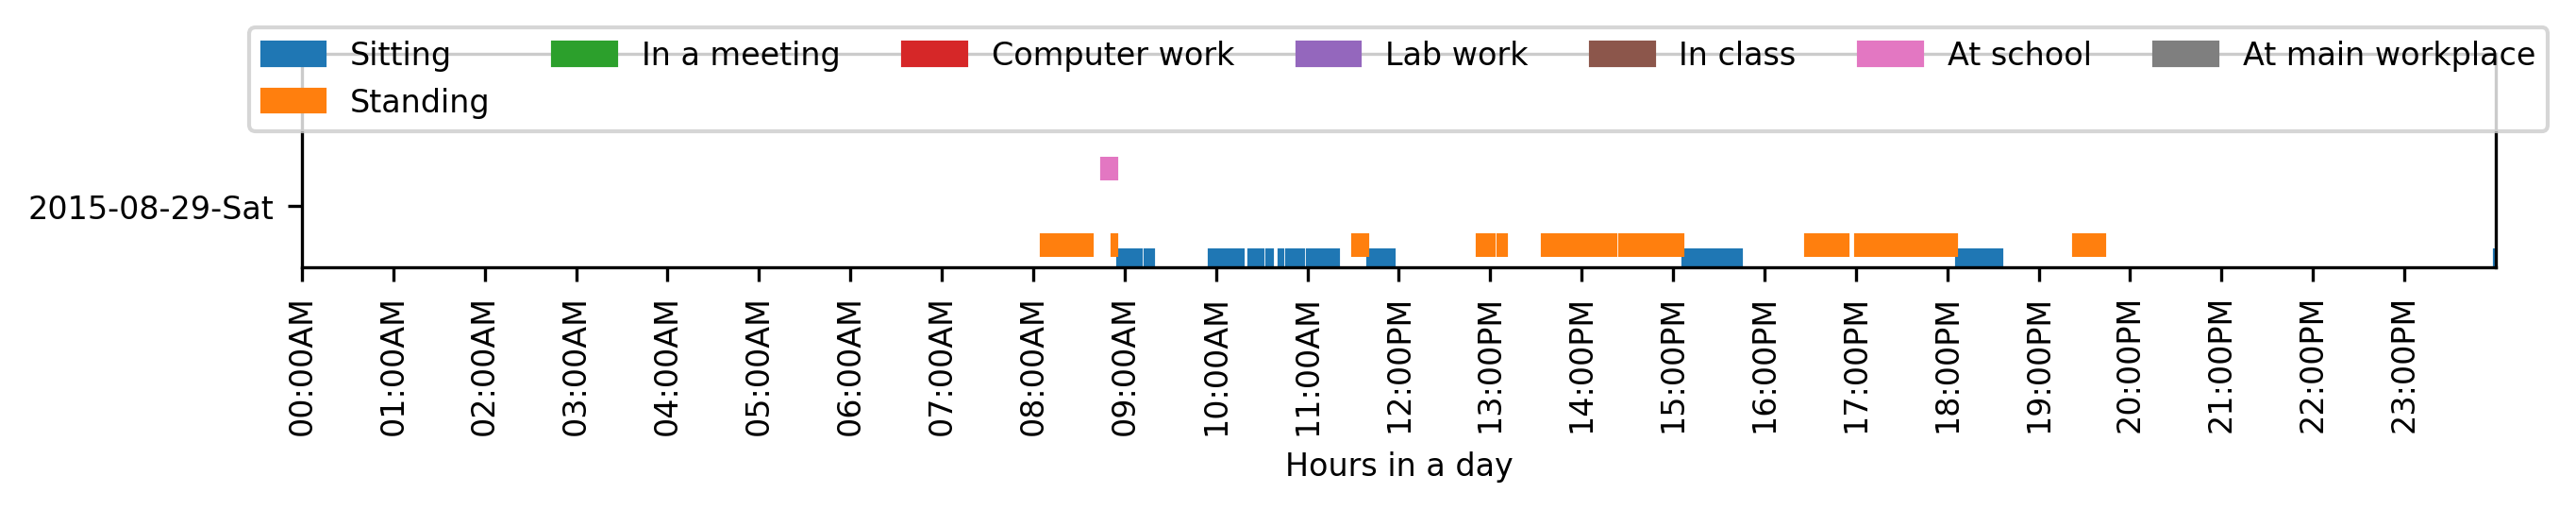 Sitting In a meeting Computer work Lab work In class At school At main workplace
Standing
2015-08-29-Sat
00:00AM 01:00AM 02:00AM 03:00AM 04:00AM 05:00AM 06:00AM 07:00AM 08:00AM 09:00AM 10:00AM 11:00AM 12:00PM 13:00PM 14:00PM 15:00PM 16:00PM 17:00PM 18:00PM 19:00PM 20:00PM 21:00PM 22:00PM 23:00PM
Hours in a day